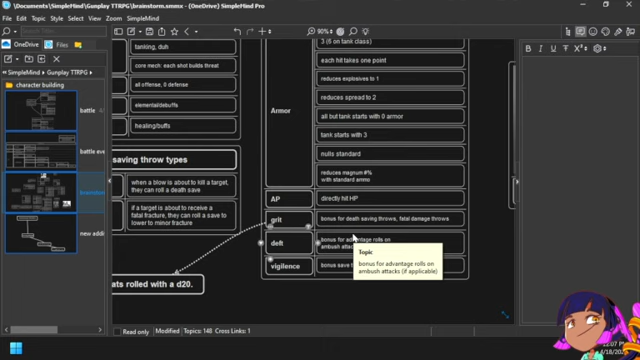 \Documents\SimpleMind\Gunplay TTRPG\brainstorm.smmx - (OneDrive) SimpleMind Pro
File Edit Style Select View Zoom SimpleMind
OneDrive
Files
90%
SimpleMind\Gunplay TTRPG
character building
battle
battle eve
brainstorm
new addi
tanking, duh
core mech: each shot builds threat
all offense, 0 defense
elemental/debuffs
healing/buffs
saving throw types
when a blow is about to kill a target,
they can roll a death save
if a target is about to receive a
fatal fracture, they can roll a save to
lower to minor fracture
ats rolled with a d20.
Armor
3 (6 on tank class)
each hit takes one point
reduces explosives to 1
reduces spread to 2
all but tank starts with 0 armor
tank starts with 3
nulls standard
reduces magnum #%
with standard ammo
AP
directly hit HP
grit
bonus for death saving throws, fatal damage throws
deft
bonus for advantage rolls on
vigilence
bonus save
Topic
bonus for advantage rolls on
ambush attacks (if applicable)
B I U S
Read only
Modified
Topics: 148
Cross Links: 1
12:07 PM